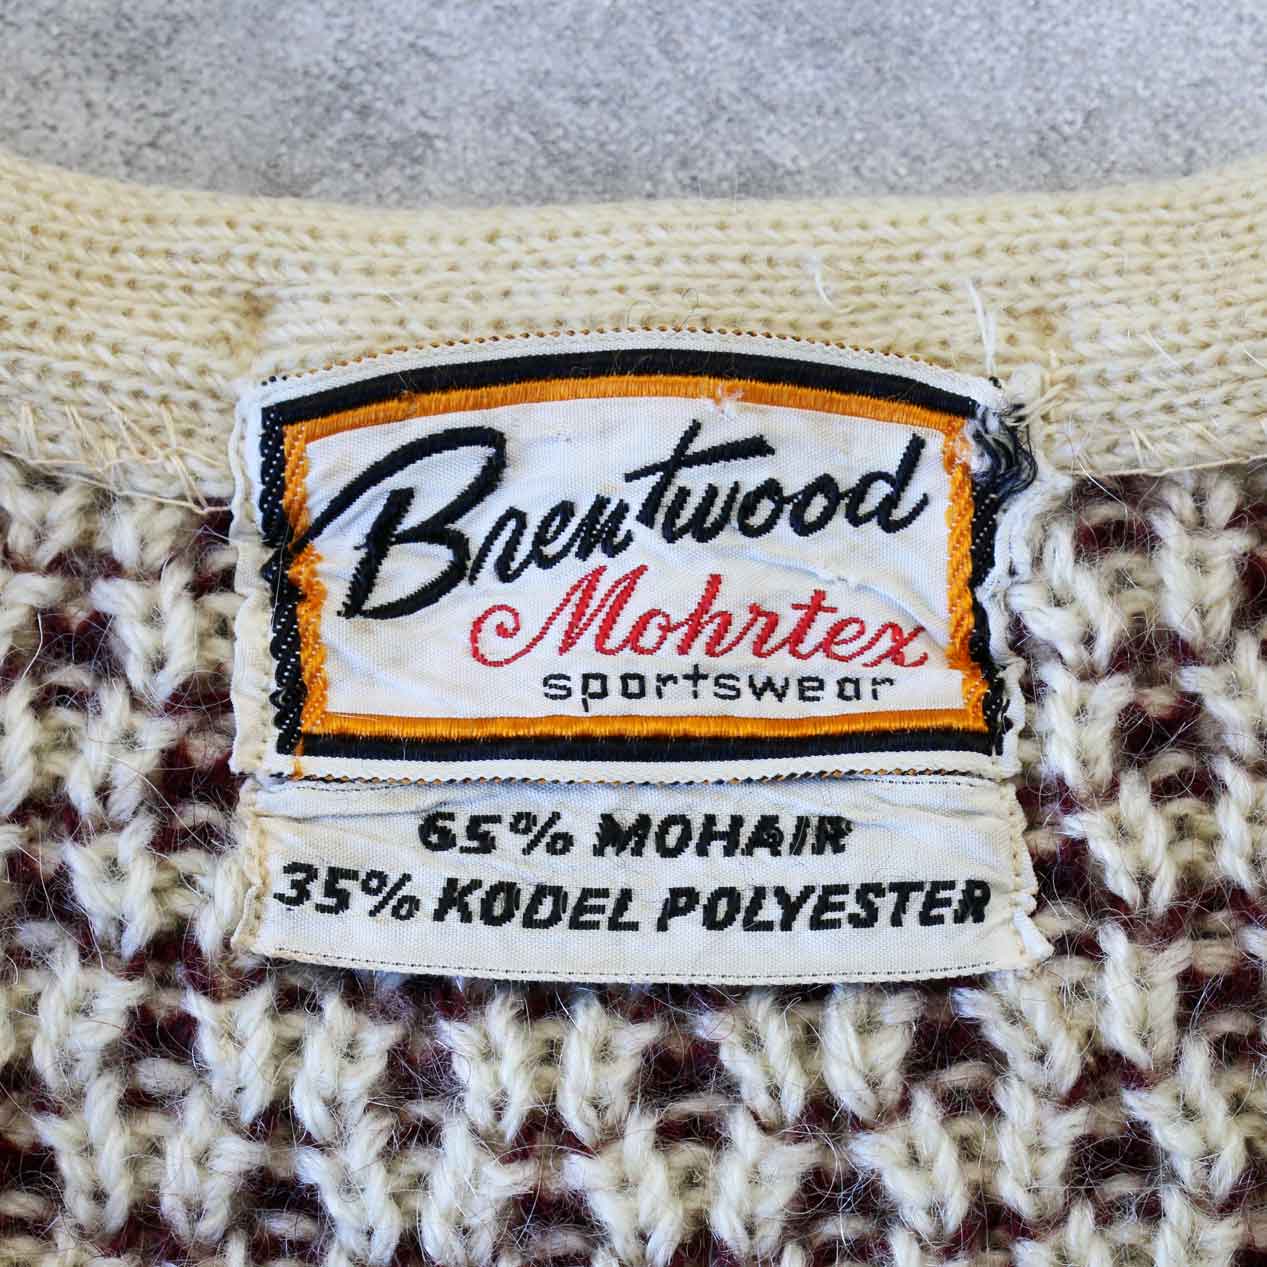 Brentwood
Mohrtex
sportswear
65% MOHAIR
35% KODEL POLYESTER